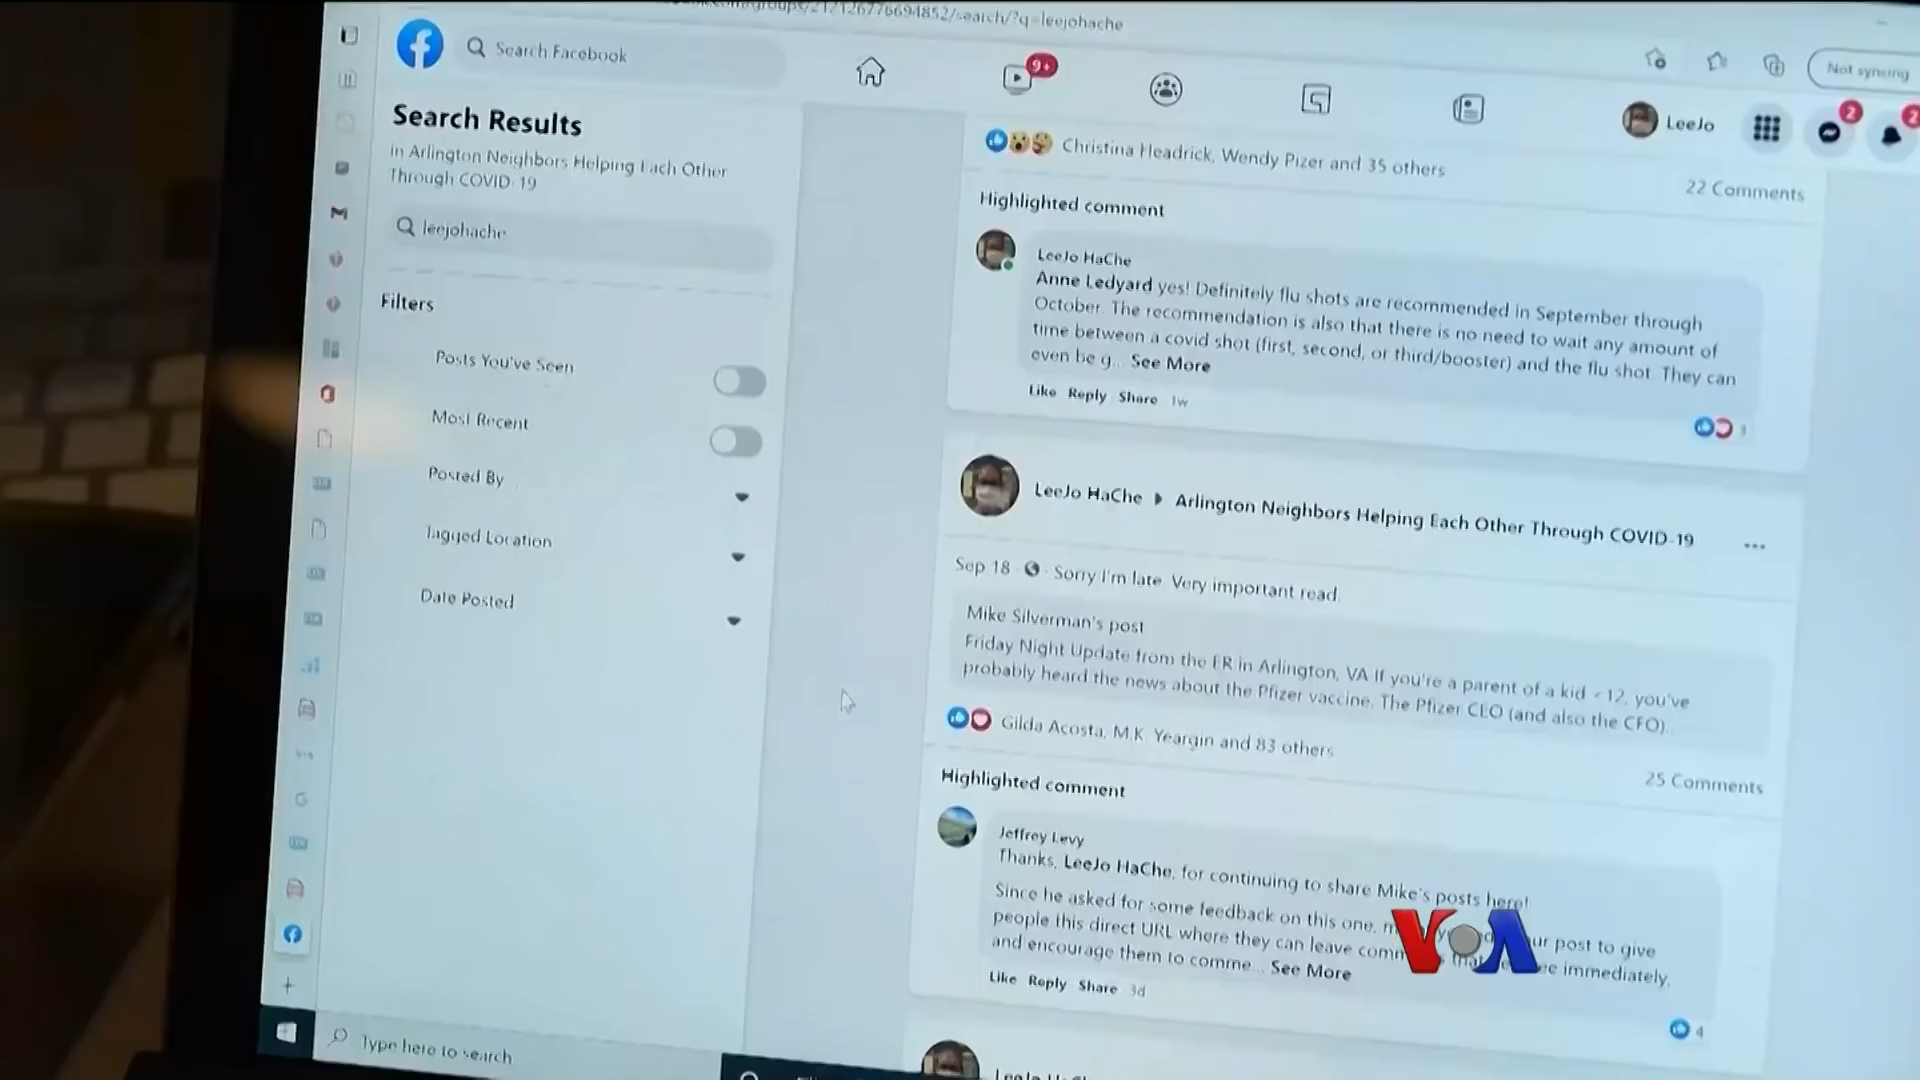 /groups/212126776694852/search/?q=leejohache
Search Facebook
9+
Not syncing
LeeJo
2
2
Search Results
in Arlington Neighbors Helping Each Other
Through COVID-19
leejohache
Filters
Posts You've Seen
Most Recent
Posted By
Tagged Location
Date Posted
Christina Headrick, Wendy Pizer and 35 others
22 Comments
Highlighted comment
LeeJo HaChe
Anne Ledyard yes! Definitely flu shots are recommended in September through
October. The recommendation is also that there is no need to wait any amount of
time between a covid shot (first, second, or third/booster) and the flu shot. They can
even be g... See More
Like Reply Share 1w
3
LeeJo HaChe ▸ Arlington Neighbors Helping Each Other Through COVID-19
...
Sep 18 · Sorry I'm late. Very important read.
Mike Silverman's post
Friday Night Update from the ER in Arlington, VA If you're a parent of a kid < 12, you've
probably heard the news about the Pfizer vaccine. The Pfizer CEO (and also the CFO)...
Gilda Acosta, M.K. Yeargin and 83 others
25 Comments
Highlighted comment
Jeffrey Levy
Thanks, LeeJo HaChe, for continuing to share Mike's posts here!
Since he asked for some feedback on this one, your post to give
people this direct URL where they can leave immediately,
and encourage them to comme... See More
Like Reply Share 3d
4
VOA
Type here to search